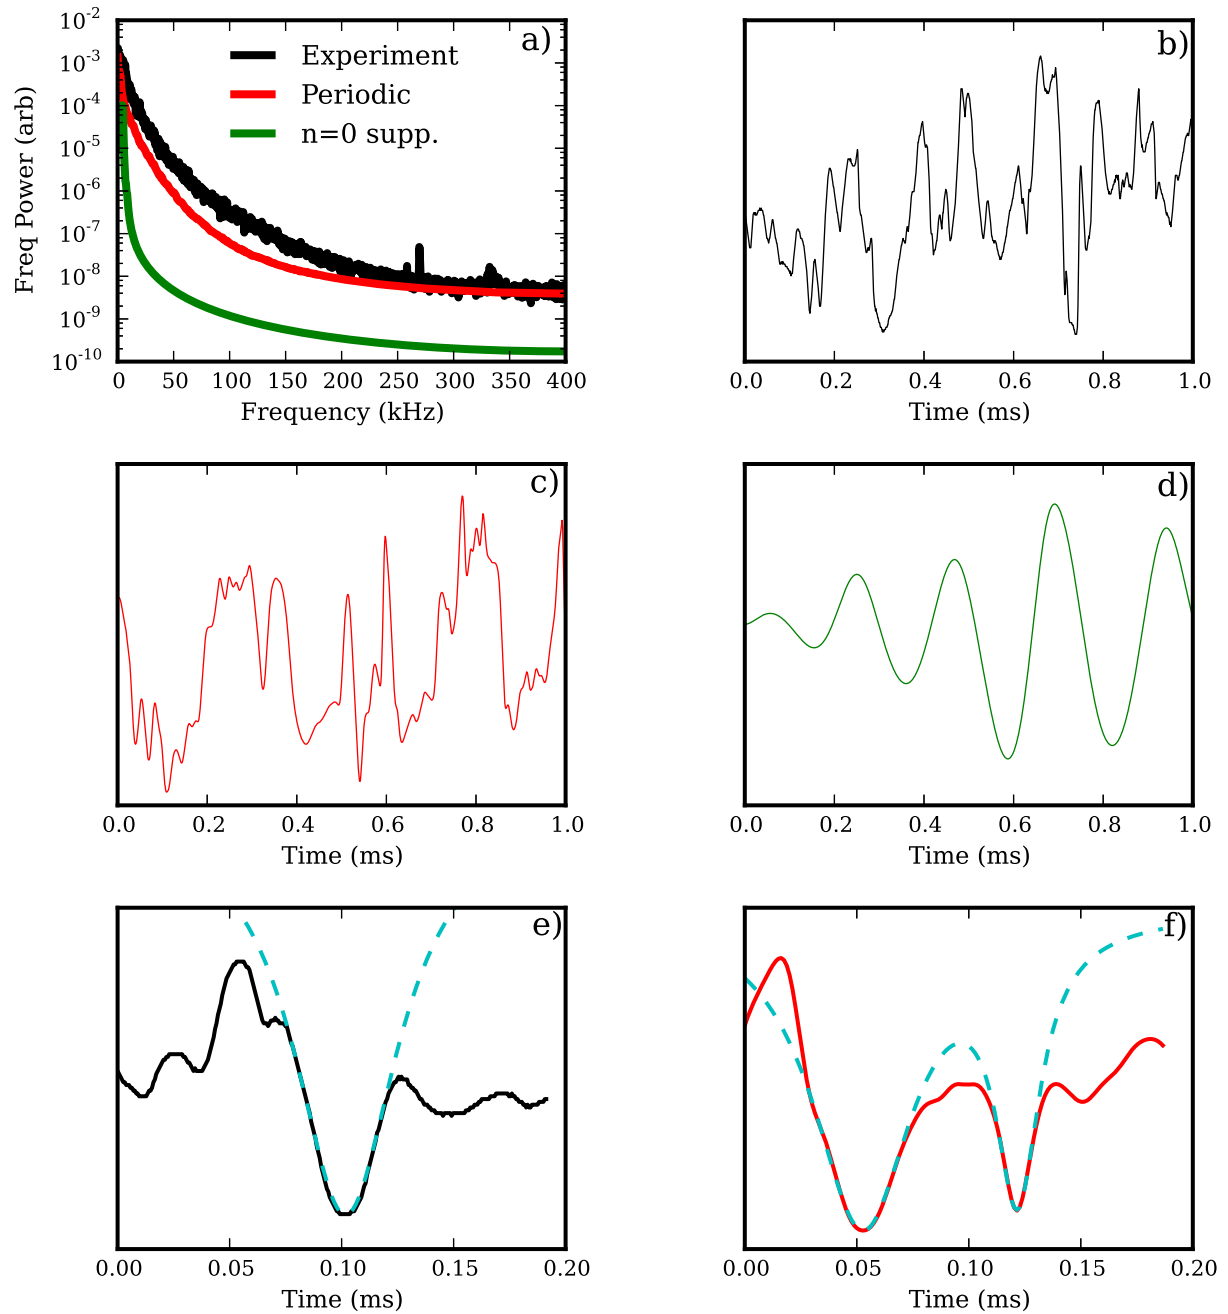 a)
Experiment
Periodic
n=0 supp.
Freq Power (arb)
10^-2
10^-3
10^-4
10^-5
10^-6
10^-7
10^-8
10^-9
10^-10
0 50 100 150 200 250 300 350 400
Frequency (kHz)
b)
0.0 0.2 0.4 0.6 0.8 1.0
Time (ms)
c)
0.0 0.2 0.4 0.6 0.8 1.0
Time (ms)
d)
0.0 0.2 0.4 0.6 0.8 1.0
Time (ms)
e)
0.00 0.05 0.10 0.15 0.20
Time (ms)
f)
0.00 0.05 0.10 0.15 0.20
Time (ms)